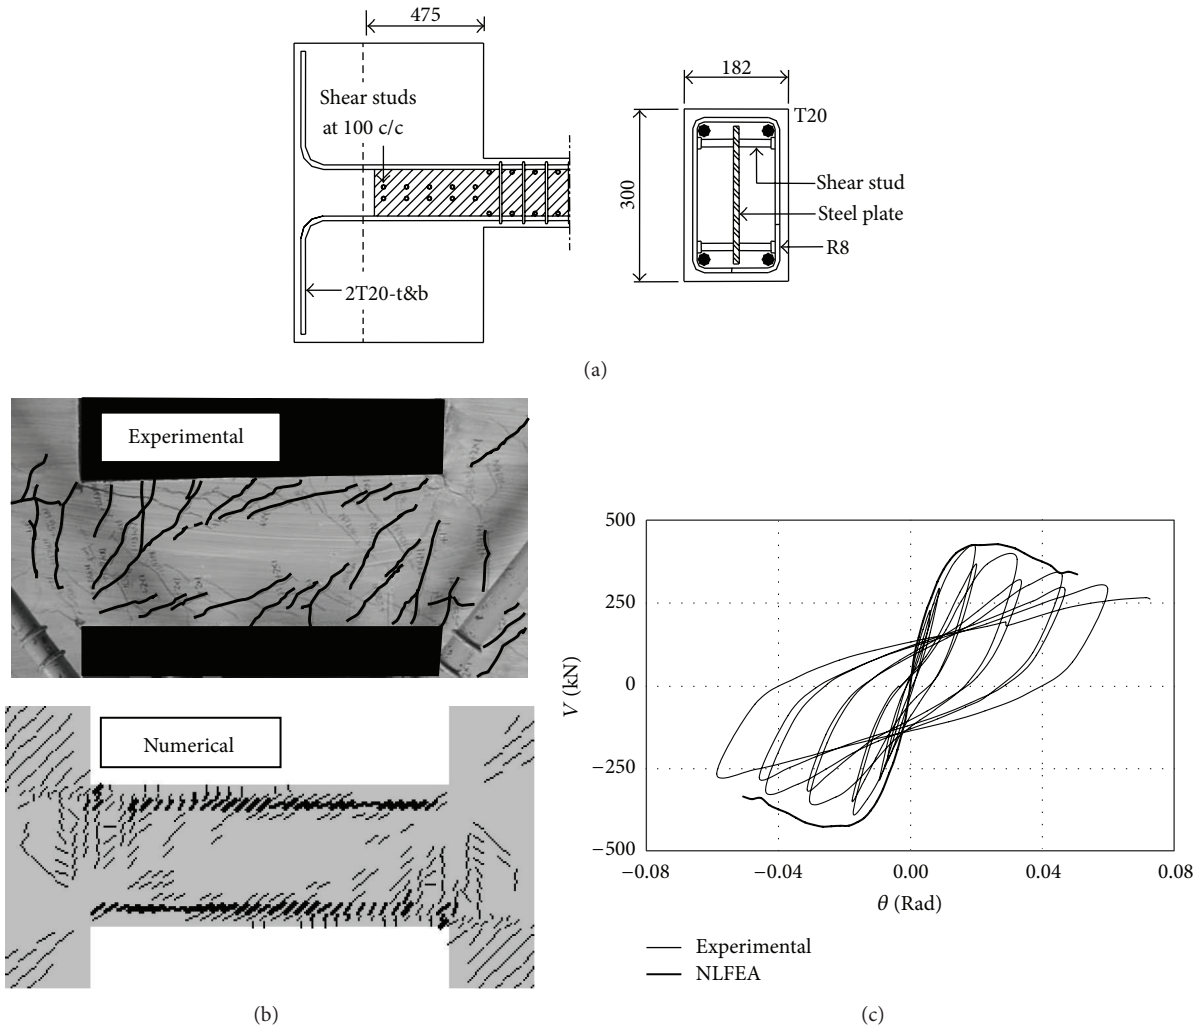 475
Shear studs
at 100 c/c
2T20-t&b
182
300
T20
Shear stud
Steel plate
R8
(a)
Experimental
Numerical
(b)
500
250
0
−250
−500
V (kN)
−0.08
−0.04
0.00
0.04
0.08
θ (Rad)
Experimental
NLFEA
(c)